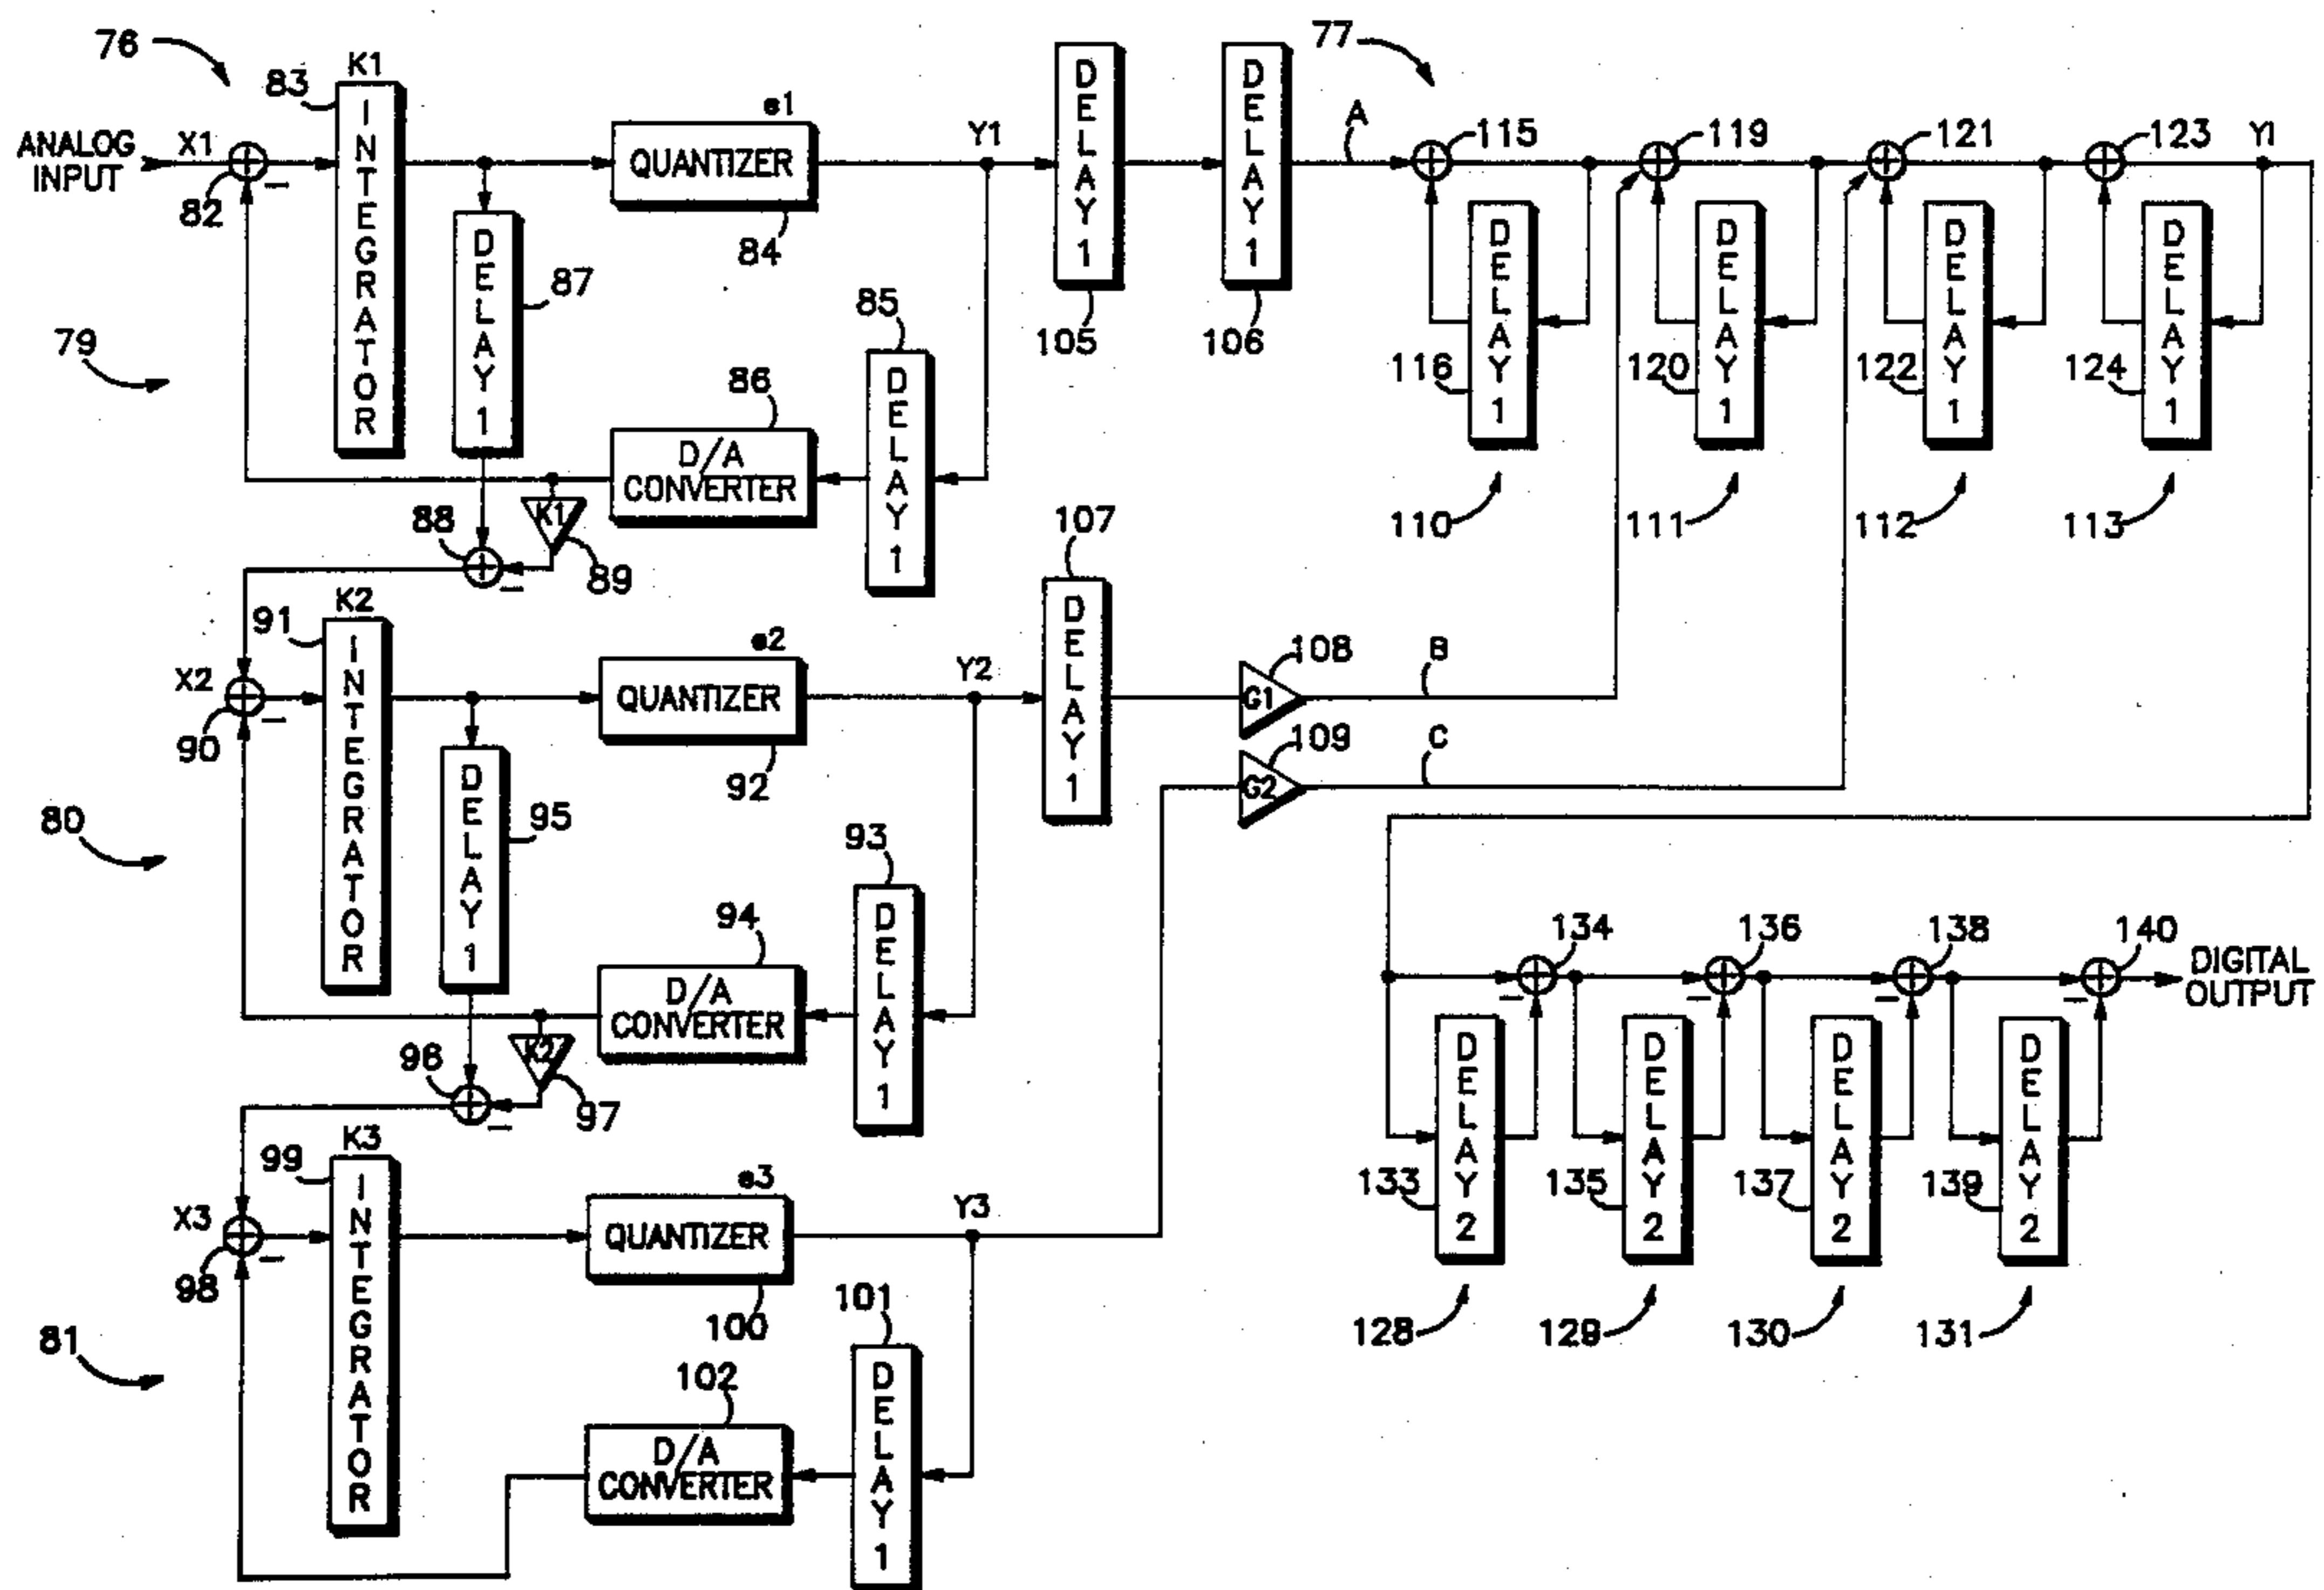 76
ANALOG
INPUT
X1
82
83
K1
INTEGRATOR
e1
QUANTIZER
84
Y1
DELAY 1
87
85
DELAY 1
86
D/A
CONVERTER
79
88
K1
89
DELAY 1
105
DELAY 1
106
A
77
115
119
121
123
YI
DELAY 1
116
110
DELAY 1
120
111
DELAY 1
122
112
DELAY 1
124
113
X2
90
91
K2
INTEGRATOR
e2
QUANTIZER
92
Y2
107
DELAY 1
G1
108
B
G2
109
C
80
DELAY 1
95
93
DELAY 1
94
D/A
CONVERTER
96
K2
97
134
136
138
140
DIGITAL
OUTPUT
DELAY 2
133
128
DELAY 2
135
129
DELAY 2
137
130
DELAY 2
139
131
X3
98
99
K3
INTEGRATOR
e3
QUANTIZER
100
Y3
81
101
DELAY 1
102
D/A
CONVERTER